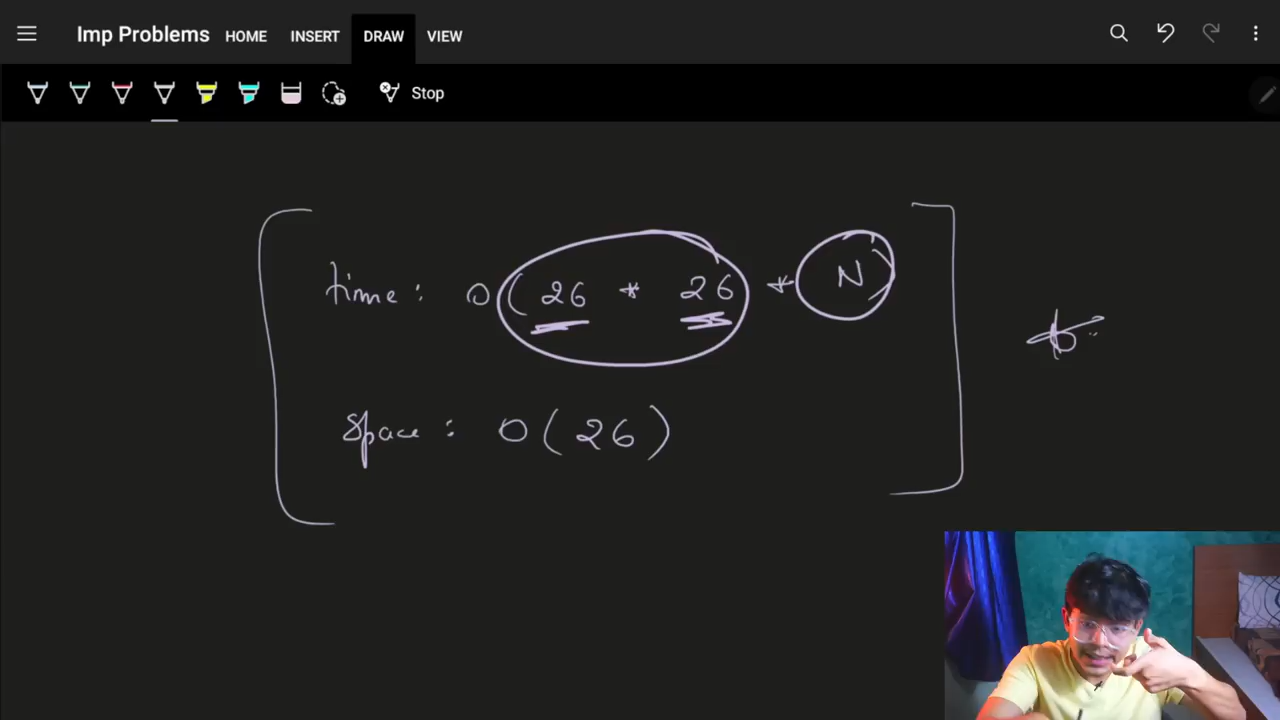 Imp Problems HOME INSERT DRAW VIEW
Stop
time : O ( 26 * 26 * N )
space : O ( 26 )